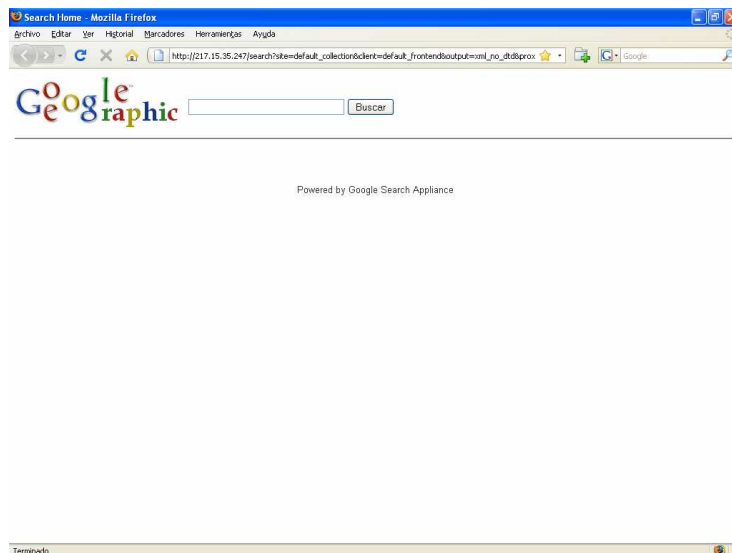 Search Home - Mozilla Firefox
Archivo Editar Ver Historial Marcadores Herramientas Ayuda
http://217.15.35.247/search?site=default_collection&client=default_frontend&output=xml_no_dtd&prox
Google
Google
Geographic
Buscar
Powered by Google Search Appliance
Terminado